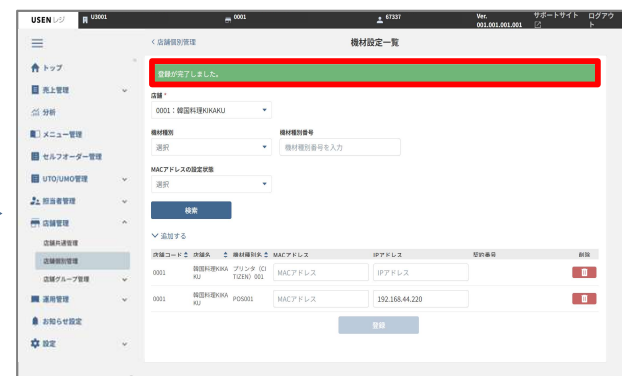 USENレジ U3001 0001 67337 Ver. 001.001.001.001 サポートサイト ログアウト
＜店舗個別管理 機材設定一覧
トップ
売上管理
分析
メニュー管理
セルフオーダー管理
UTO/UMO管理
担当者管理
店舗管理
店舗共通管理
店舗個別管理
店舗グループ管理
運用管理
お知らせ設定
設定
登録が完了しました。
店舗 *
0001：韓国料理KIKAKU
機材種別 機材種別番号
選択 機材種別番号を入力
MACアドレスの設定状態
選択
検索
追加する
店舗コード 店舗名 機材種別名 MACアドレス IPアドレス 契約番号 削除
0001 韓国料理KIKAKU プリンタ（CITIZEN）001 MACアドレス IPアドレス
0001 韓国料理KIKAKU POS001 MACアドレス 192.168.44.220
登録